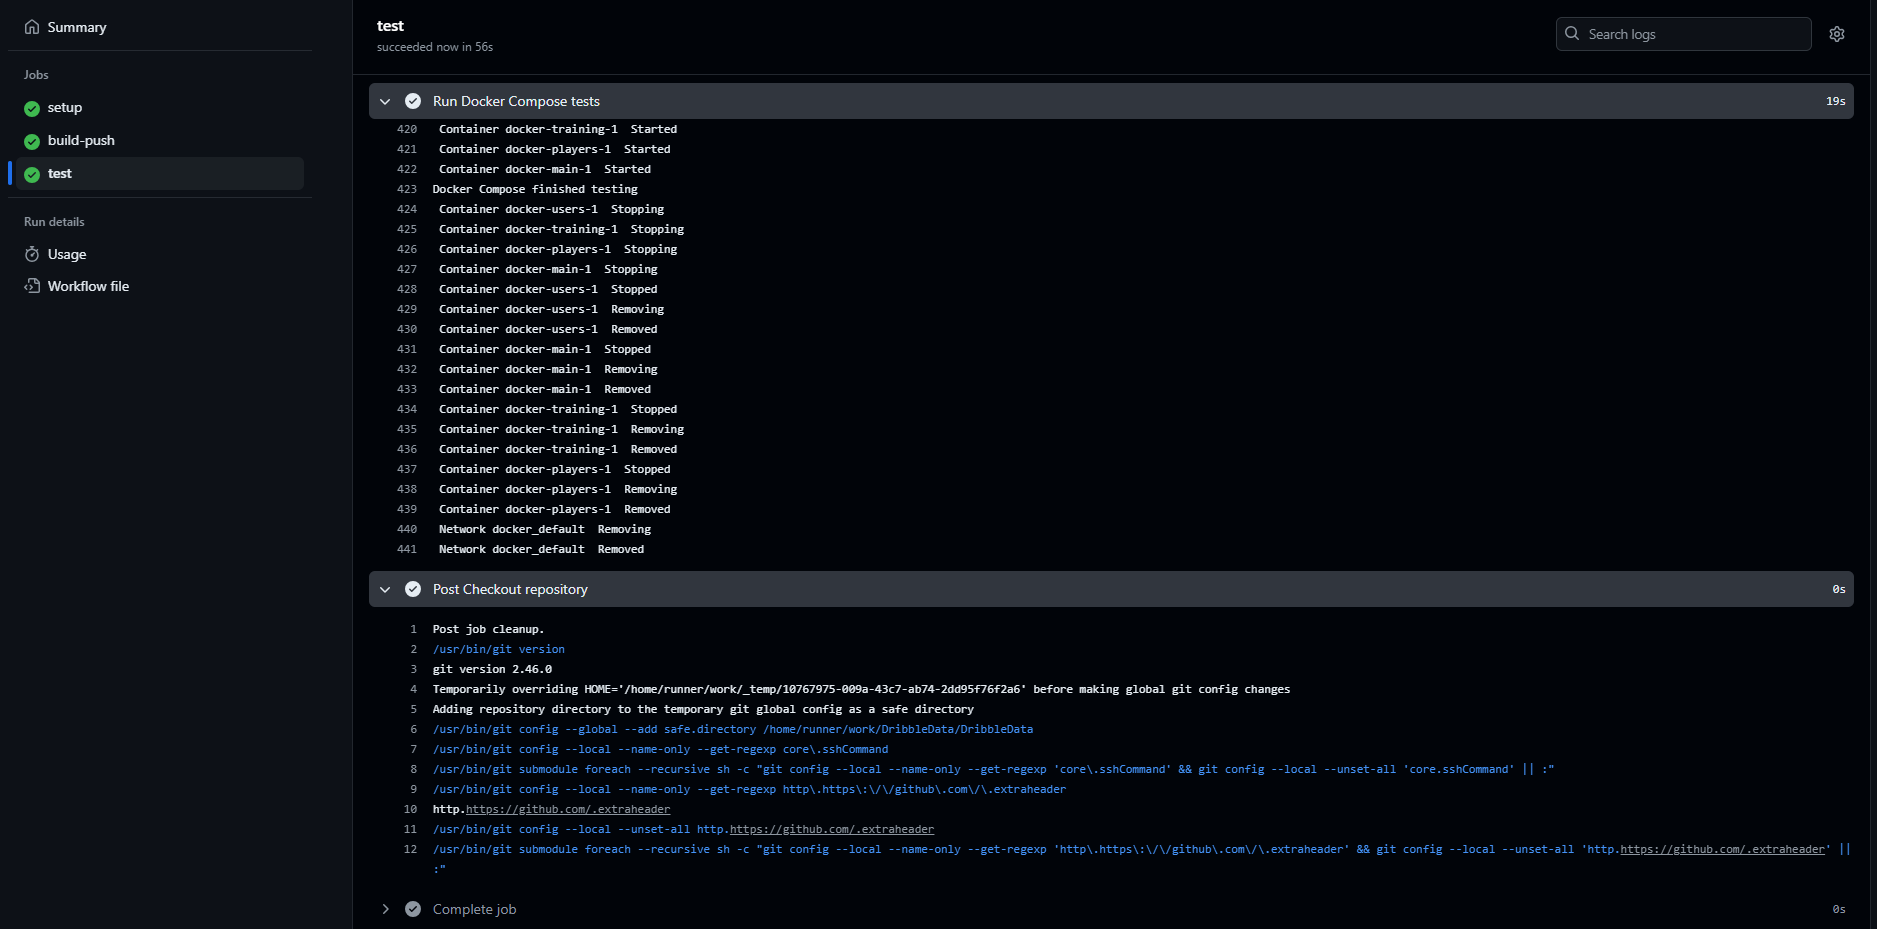 Summary
Jobs
setup
build-push
test
Run details
Usage
Workflow file
test
succeeded now in 56s
Search logs
Run Docker Compose tests 19s
420 Container docker-training-1 Started
421 Container docker-players-1 Started
422 Container docker-main-1 Started
423 Docker Compose finished testing
424 Container docker-users-1 Stopping
425 Container docker-training-1 Stopping
426 Container docker-players-1 Stopping
427 Container docker-main-1 Stopping
428 Container docker-users-1 Stopped
429 Container docker-users-1 Removing
430 Container docker-users-1 Removed
431 Container docker-main-1 Stopped
432 Container docker-main-1 Removing
433 Container docker-main-1 Removed
434 Container docker-training-1 Stopped
435 Container docker-training-1 Removing
436 Container docker-training-1 Removed
437 Container docker-players-1 Stopped
438 Container docker-players-1 Removing
439 Container docker-players-1 Removed
440 Network docker_default Removing
441 Network docker_default Removed
Post Checkout repository 0s
1 Post job cleanup.
2 /usr/bin/git version
3 git version 2.46.0
4 Temporarily overriding HOME='/home/runner/work/_temp/10767975-009a-43c7-ab74-2dd95f76f2a6' before making global git config changes
5 Adding repository directory to the temporary git global config as a safe directory
6 /usr/bin/git config --global --add safe.directory /home/runner/work/DribbleData/DribbleData
7 /usr/bin/git config --local --name-only --get-regexp core\.sshCommand
8 /usr/bin/git submodule foreach --recursive sh -c "git config --local --name-only --get-regexp 'core\.sshCommand' && git config --local --unset-all 'core.sshCommand' || :"
9 /usr/bin/git config --local --name-only --get-regexp http\.https\:\/\/github\.com\/\.extraheader
10 http.https://github.com/.extraheader
11 /usr/bin/git config --local --unset-all http.https://github.com/.extraheader
12 /usr/bin/git submodule foreach --recursive sh -c "git config --local --name-only --get-regexp 'http\.https\:\/\/github\.com\/\.extraheader' && git config --local --unset-all 'http.https://github.com/.extraheader' ||
:"
Complete job 0s